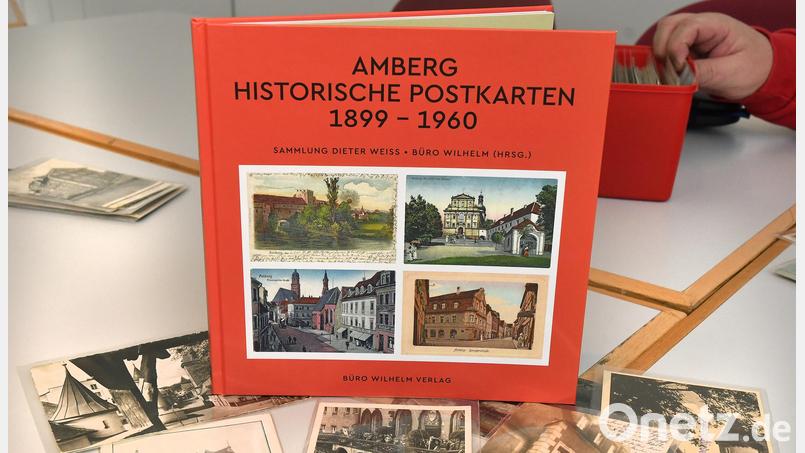 AMBERG
HISTORISCHE POSTKARTEN
1899 – 1960
SAMMLUNG DIETER WEISS • BÜRO WILHELM (HRSG.)
BÜRO WILHELM VERLAG
Onetz.de